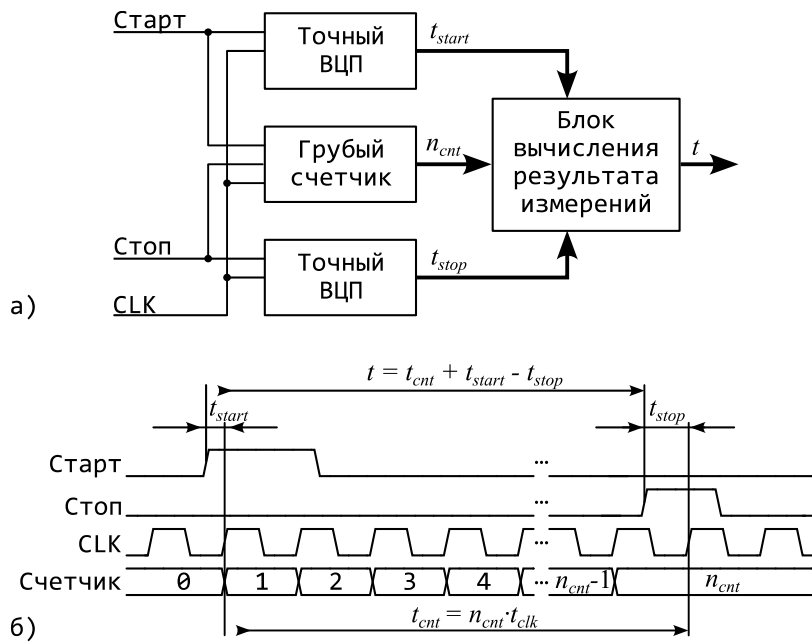 Старт
Точный
ВЦП
t_start
Грубый
счетчик
n_cnt
Блок
вычисления
результата
измерений
t
Стоп
Точный
ВЦП
t_stop
CLK
а)
t = t_cnt + t_start - t_stop
t_start
t_stop
Старт
...
Стоп
...
CLK
...
Счетчик 0 1 2 3 4 ... n_cnt-1 n_cnt
t_cnt = n_cnt·t_clk
б)